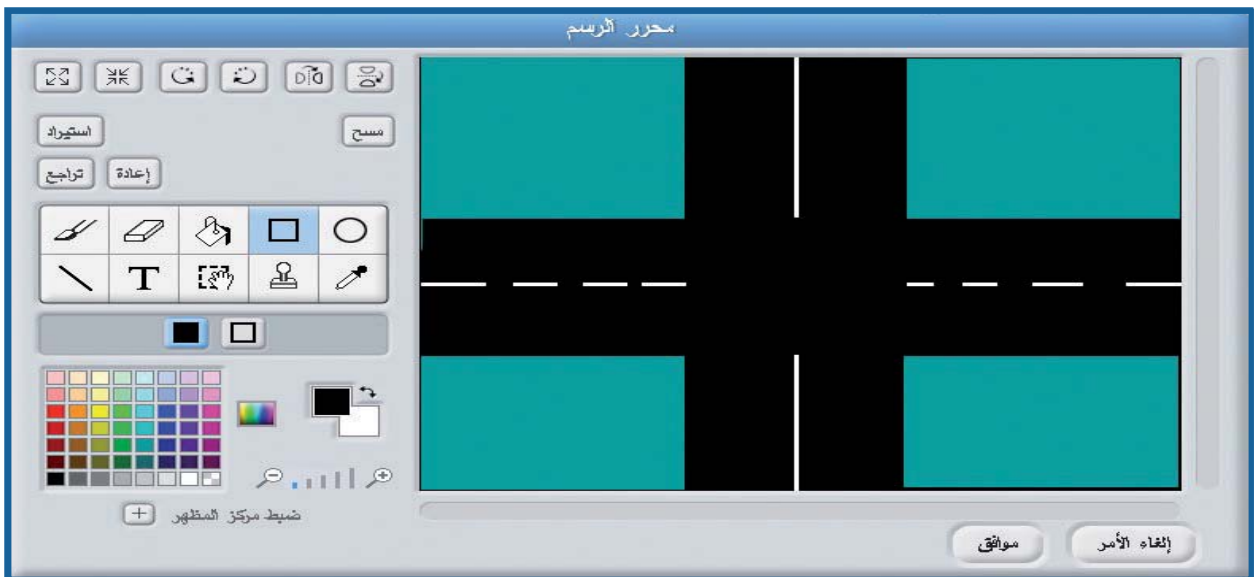 محرر الرسم
مسح
استيراد
إعادة
تراجع
T
ضبط مركز المظهر
إلغاء الأمر
موافق